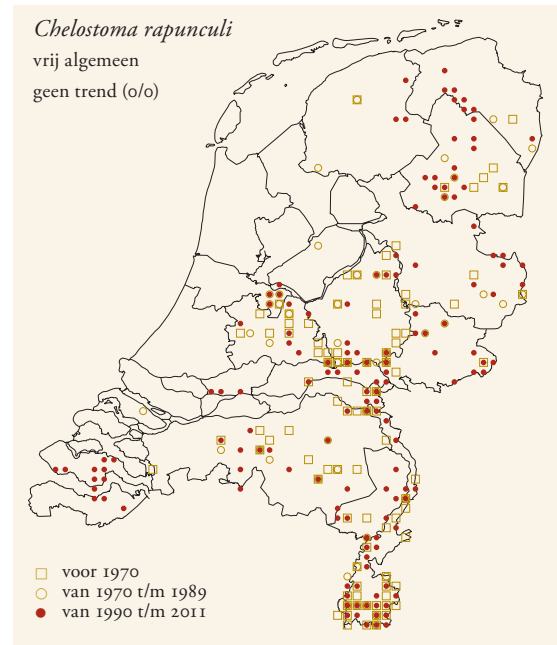 Chelostoma rapunculi
vrij algemeen
geen trend (0/0)
voor 1970
van 1970 t/m 1989
van 1990 t/m 2011